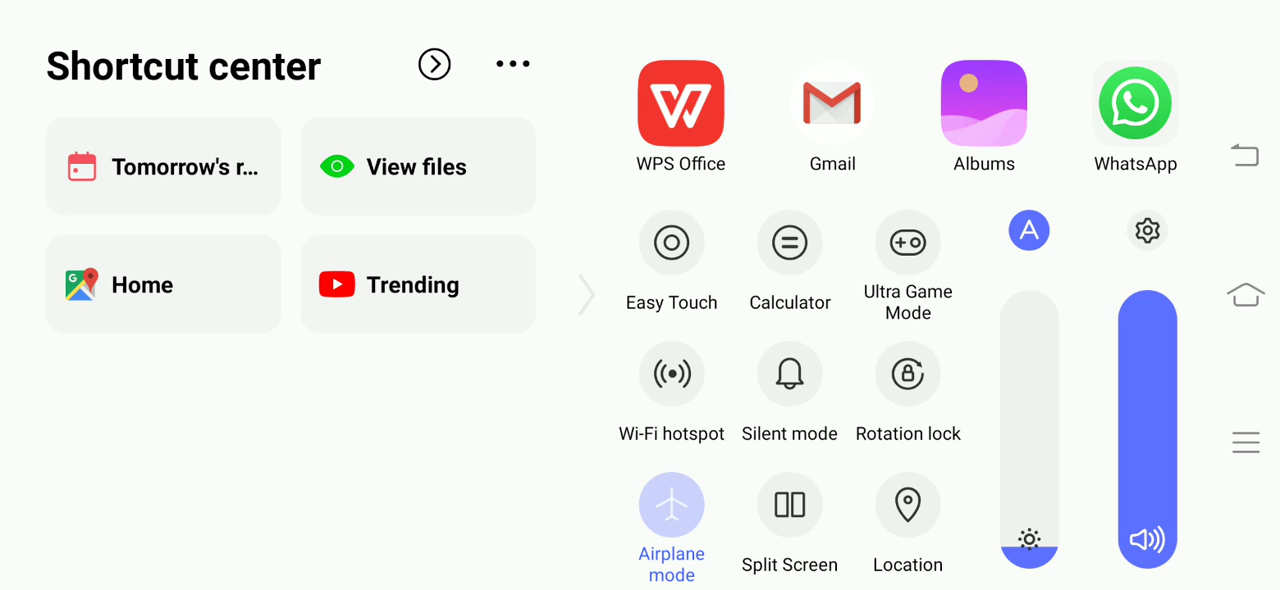 Shortcut center
Tomorrow's r...
View files
Home
Trending
WPS Office
Gmail
Albums
WhatsApp
Easy Touch
Calculator
Ultra Game
Mode
Wi-Fi hotspot
Silent mode
Rotation lock
Airplane
mode
Split Screen
Location
A